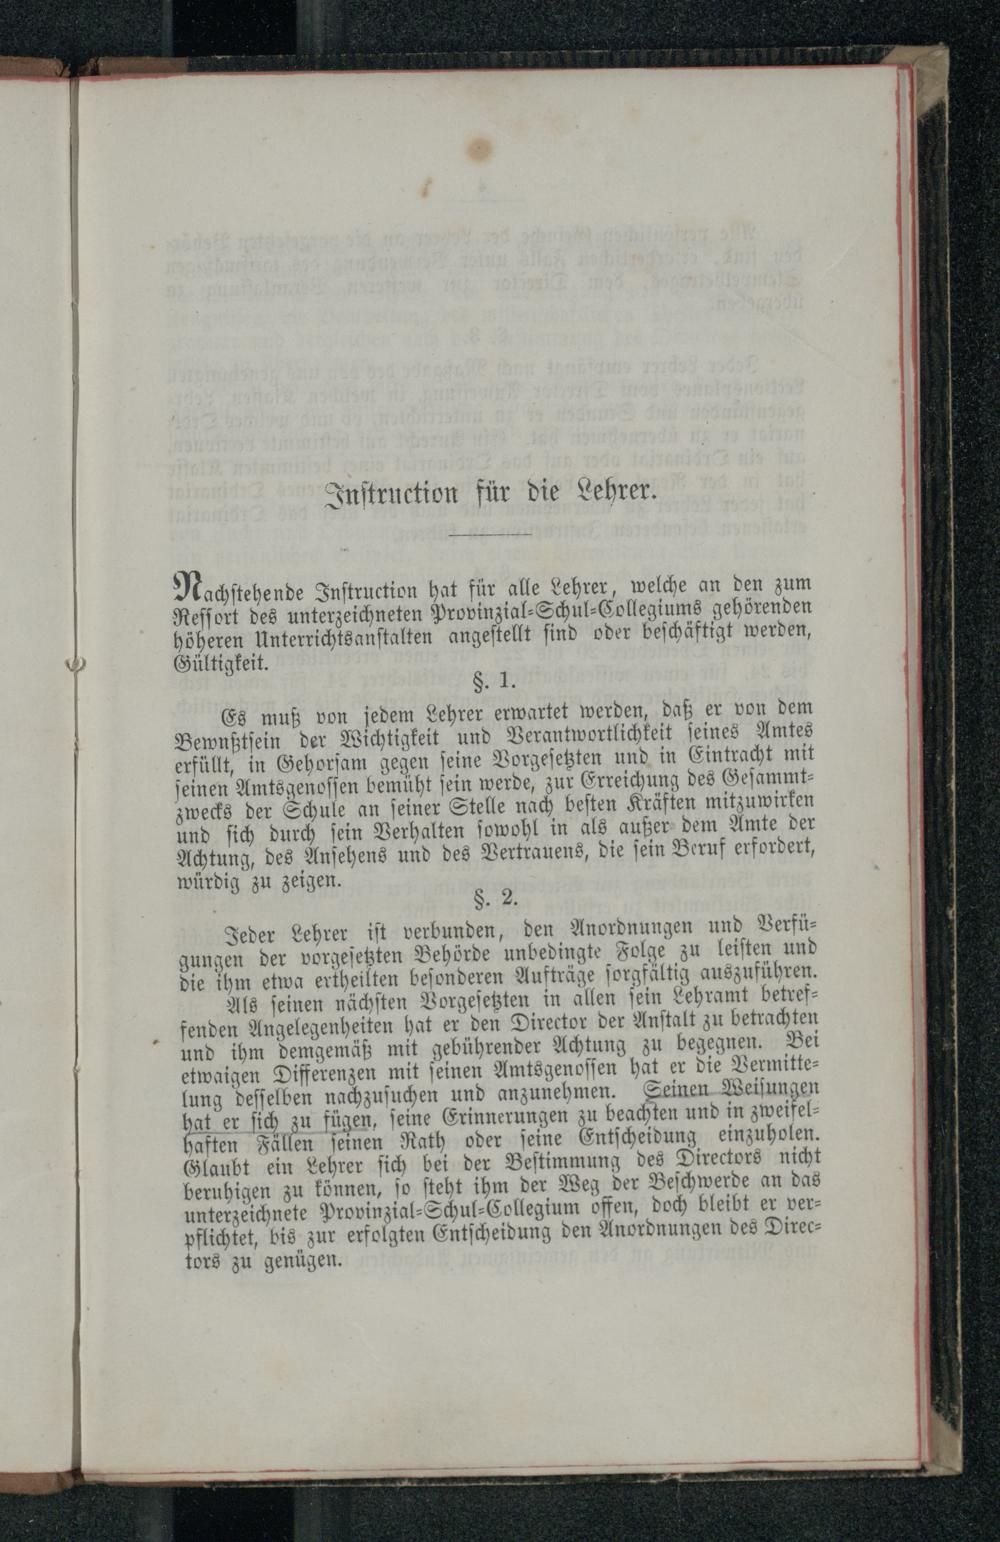 Instruction für die Lehrer.
Nachstehende Instruction hat für alle Lehrer, welche an den zum
Ressort des unterzeichneten Provinzial-Schul-Collegiums gehörenden
höheren Unterrichtsanstalten angestellt sind oder beschäftigt werden,
Gültigkeit.
§. 1.
Es muß von jedem Lehrer erwartet werden, daß er von dem
Bewußtsein der Wichtigkeit und Verantwortlichkeit seines Amtes
erfüllt, in Gehorsam gegen seine Vorgesetzten und in Eintracht mit
seinen Amtsgenossen bemüht sein werde, zur Erreichung des Gesammt-
zwecks der Schule an seiner Stelle nach besten Kräften mitzuwirken
und sich durch sein Verhalten sowohl in als außer dem Amte der
Achtung, des Ansehens und des Vertrauens, die sein Beruf erfordert,
würdig zu zeigen.
§. 2.
Jeder Lehrer ist verbunden, den Anordnungen und Verfü-
gungen der vorgesetzten Behörde unbedingte Folge zu leisten und
die ihm etwa ertheilten besonderen Aufträge sorgfältig auszuführen.
Als seinen nächsten Vorgesetzten in allen sein Lehramt betref-
fenden Angelegenheiten hat er den Director der Anstalt zu betrachten
und ihm demgemäß mit gebührender Achtung zu begegnen. Bei
etwaigen Differenzen mit seinen Amtsgenossen hat er die Vermitte-
lung desselben nachzusuchen und anzunehmen. Seinen Weisungen
hat er sich zu fügen, seine Erinnerungen zu beachten und in zweifel-
haften Fällen seinen Rath oder seine Entscheidung einzuholen.
Glaubt ein Lehrer sich bei der Bestimmung des Directors nicht
beruhigen zu können, so steht ihm der Weg der Beschwerde an das
unterzeichnete Provinzial-Schul-Collegium offen, doch bleibt er ver-
pflichtet, bis zur erfolgten Entscheidung den Anordnungen des Direc-
tors zu genügen.